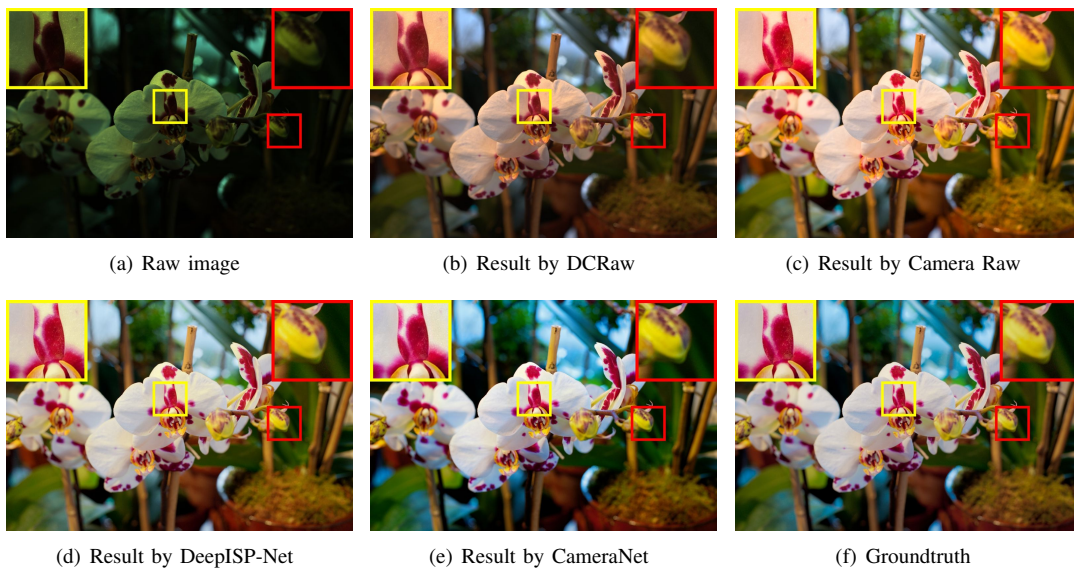 (a) Raw image
(b) Result by DCRaw
(c) Result by Camera Raw
(d) Result by DeepISP-Net
(e) Result by CameraNet
(f) Groundtruth